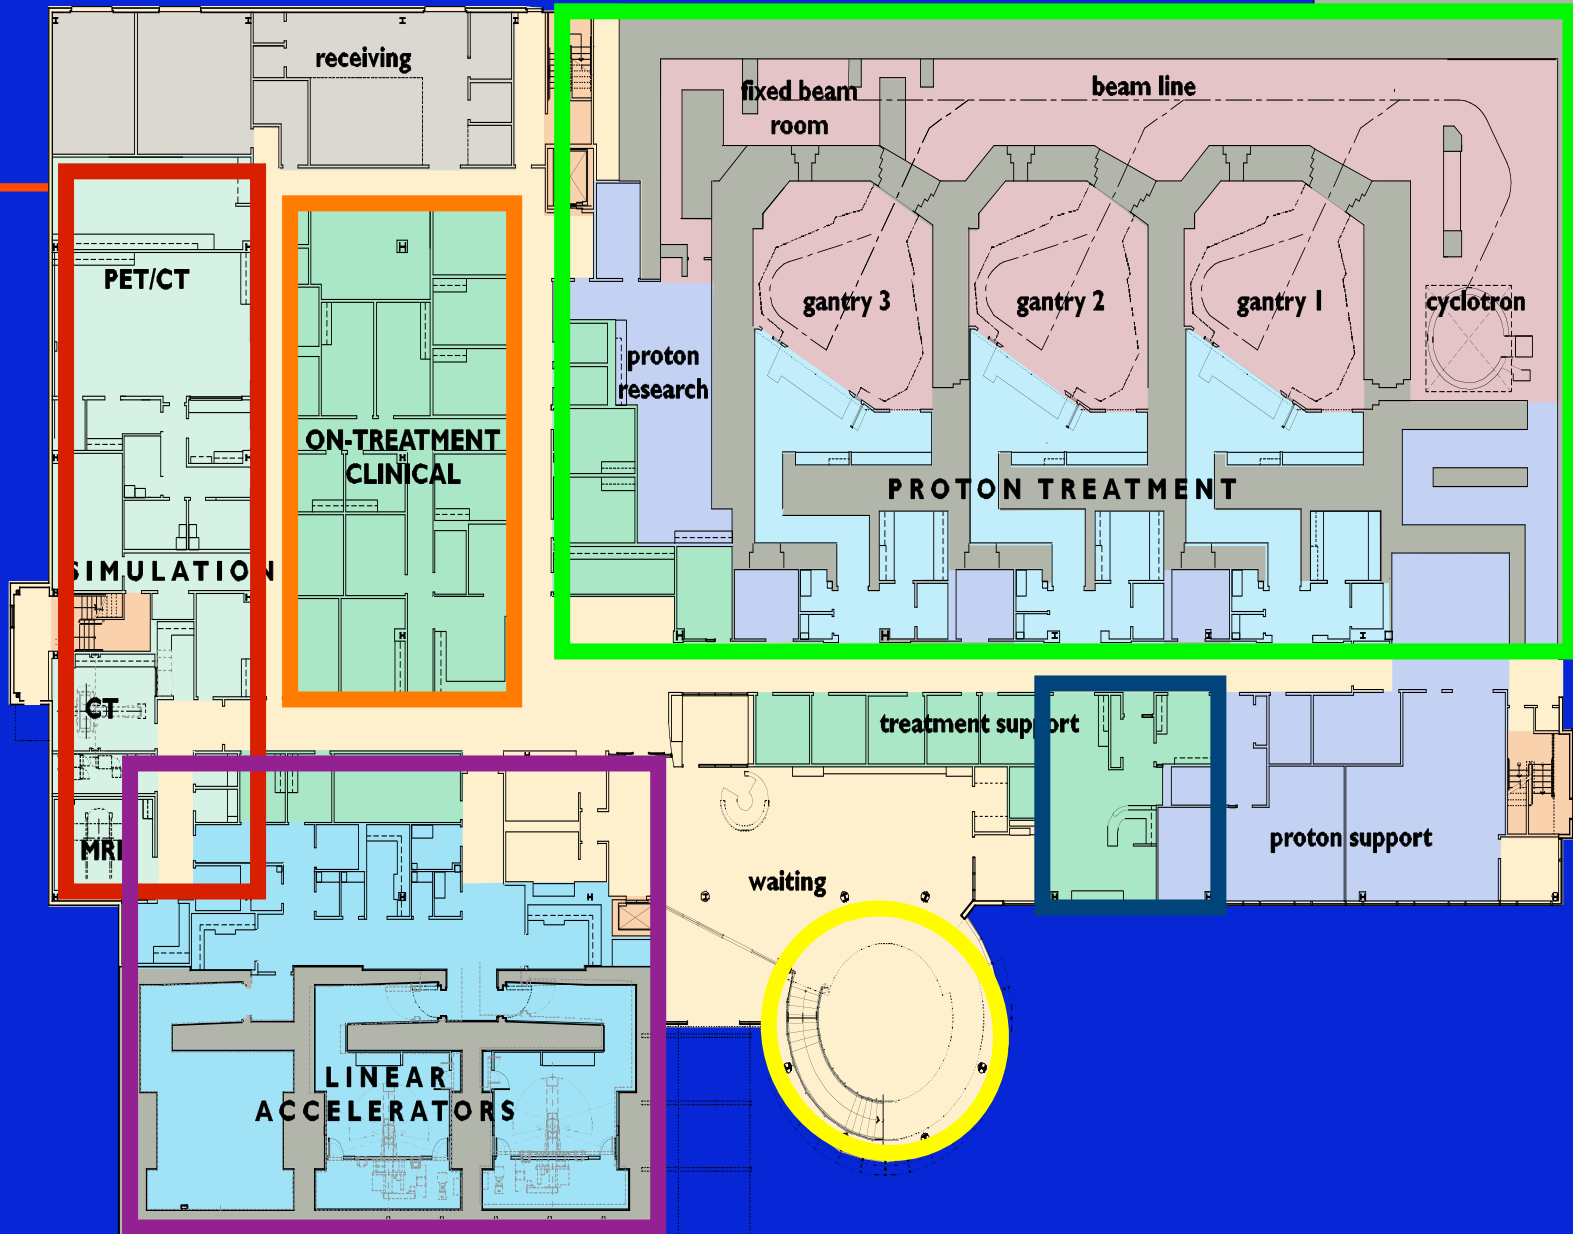 receiving
fixed beam
room
beam line
PET/CT
gantry 3
gantry 2
gantry 1
cyclotron
proton
research
ON-TREATMENT
CLINICAL
PROTON TREATMENT
SIMULATION
CT
treatment support
MRI
waiting
proton support
LINEAR
ACCELERATORS